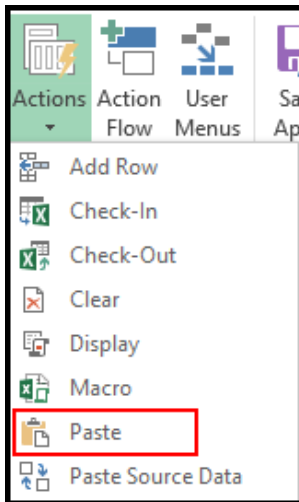 Actions Action User Sa
Flow Menus Ap
Add Row
Check-In
Check-Out
Clear
Display
Macro
Paste
Paste Source Data